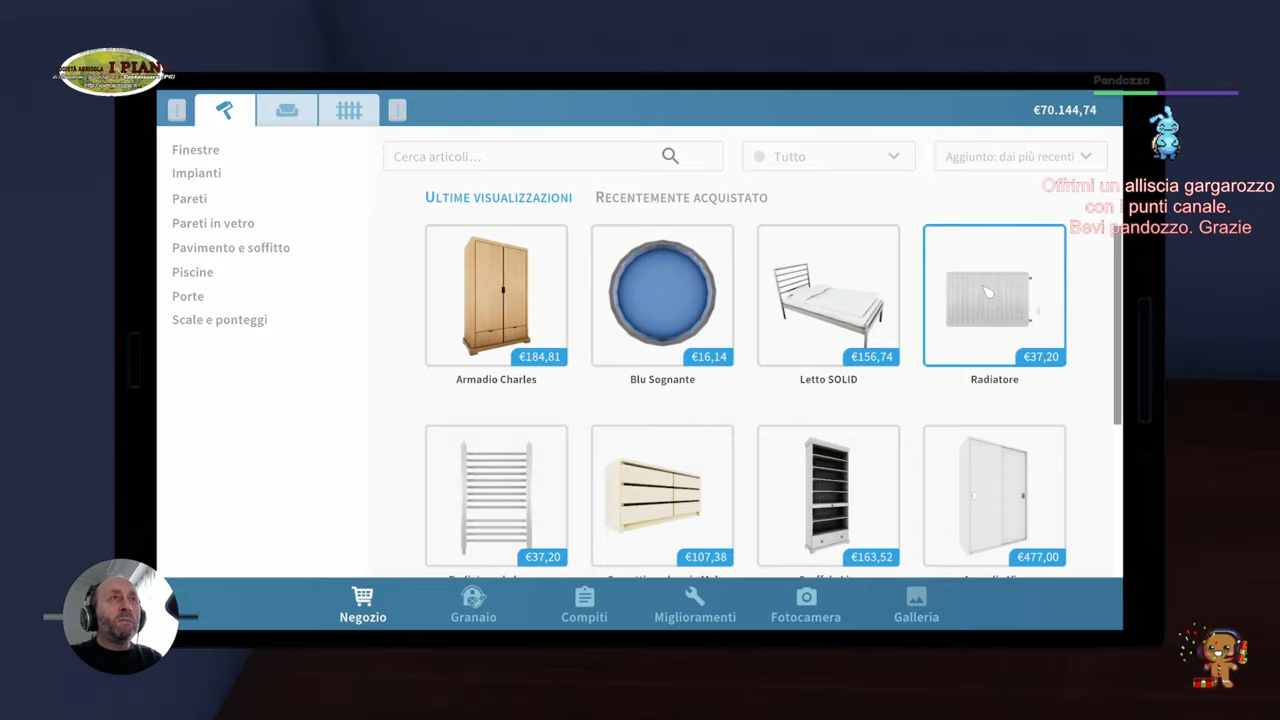 I PIANI
Pandozzo
€70.144,74
Finestre
Impianti
Pareti
Pareti in vetro
Pavimento e soffitto
Piscine
Porte
Scale e ponteggi
Cerca articoli...
Tutto
Aggiunto: dai più recenti
Offrimi un alliscia gargarozzo
con i punti canale.
Bevi pandozzo. Grazie
ULTIME VISUALIZZAZIONI
RECENTEMENTE ACQUISTATO
€184,81
€16,14
€156,74
€37,20
Armadio Charles
Blu Sognante
Letto SOLID
Radiatore
€37,20
€107,38
€163,52
€477,00
Negozio
Granaio
Compiti
Miglioramenti
Fotocamera
Galleria